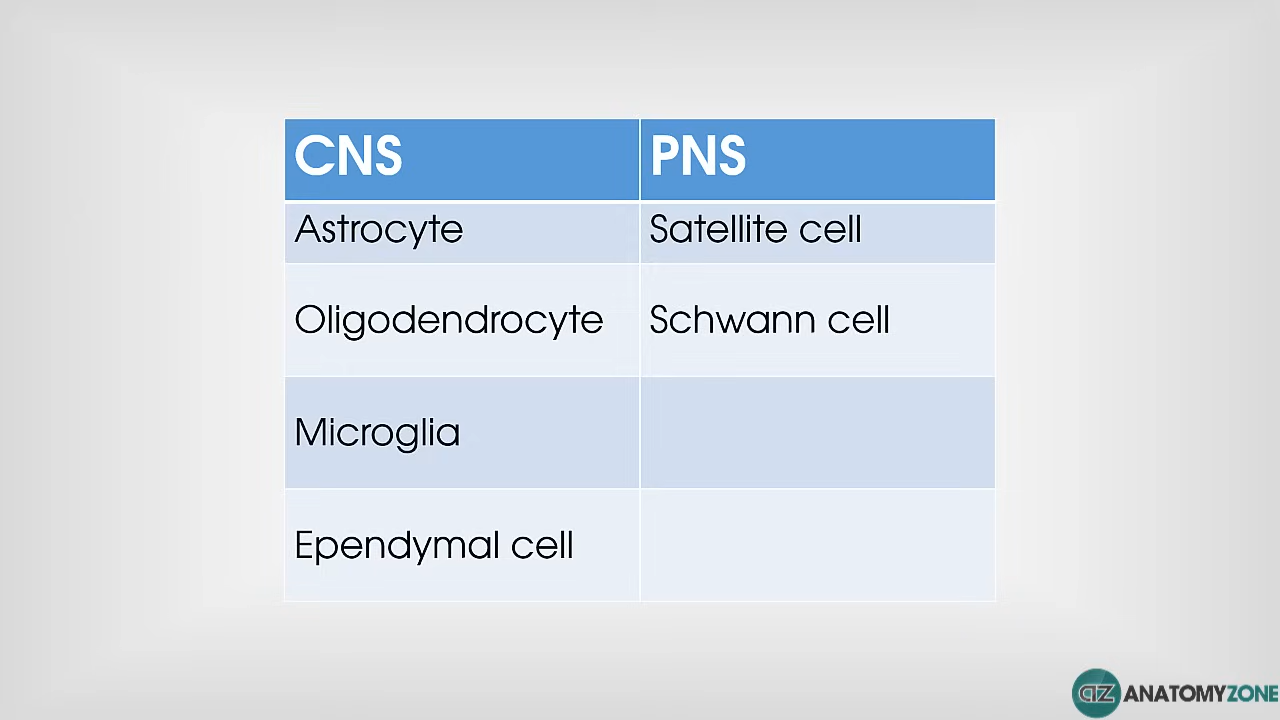 CNS PNS
Astrocyte Satellite cell
Oligodendrocyte Schwann cell
Microglia
Ependymal cell
AZ ANATOMYZONE